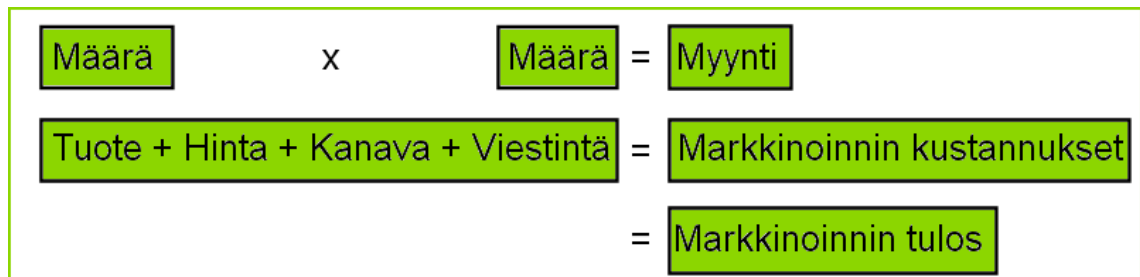 Määrä x Määrä = Myynti
Tuote + Hinta + Kanava + Viestintä = Markkinoinnin kustannukset
= Markkinoinnin tulos